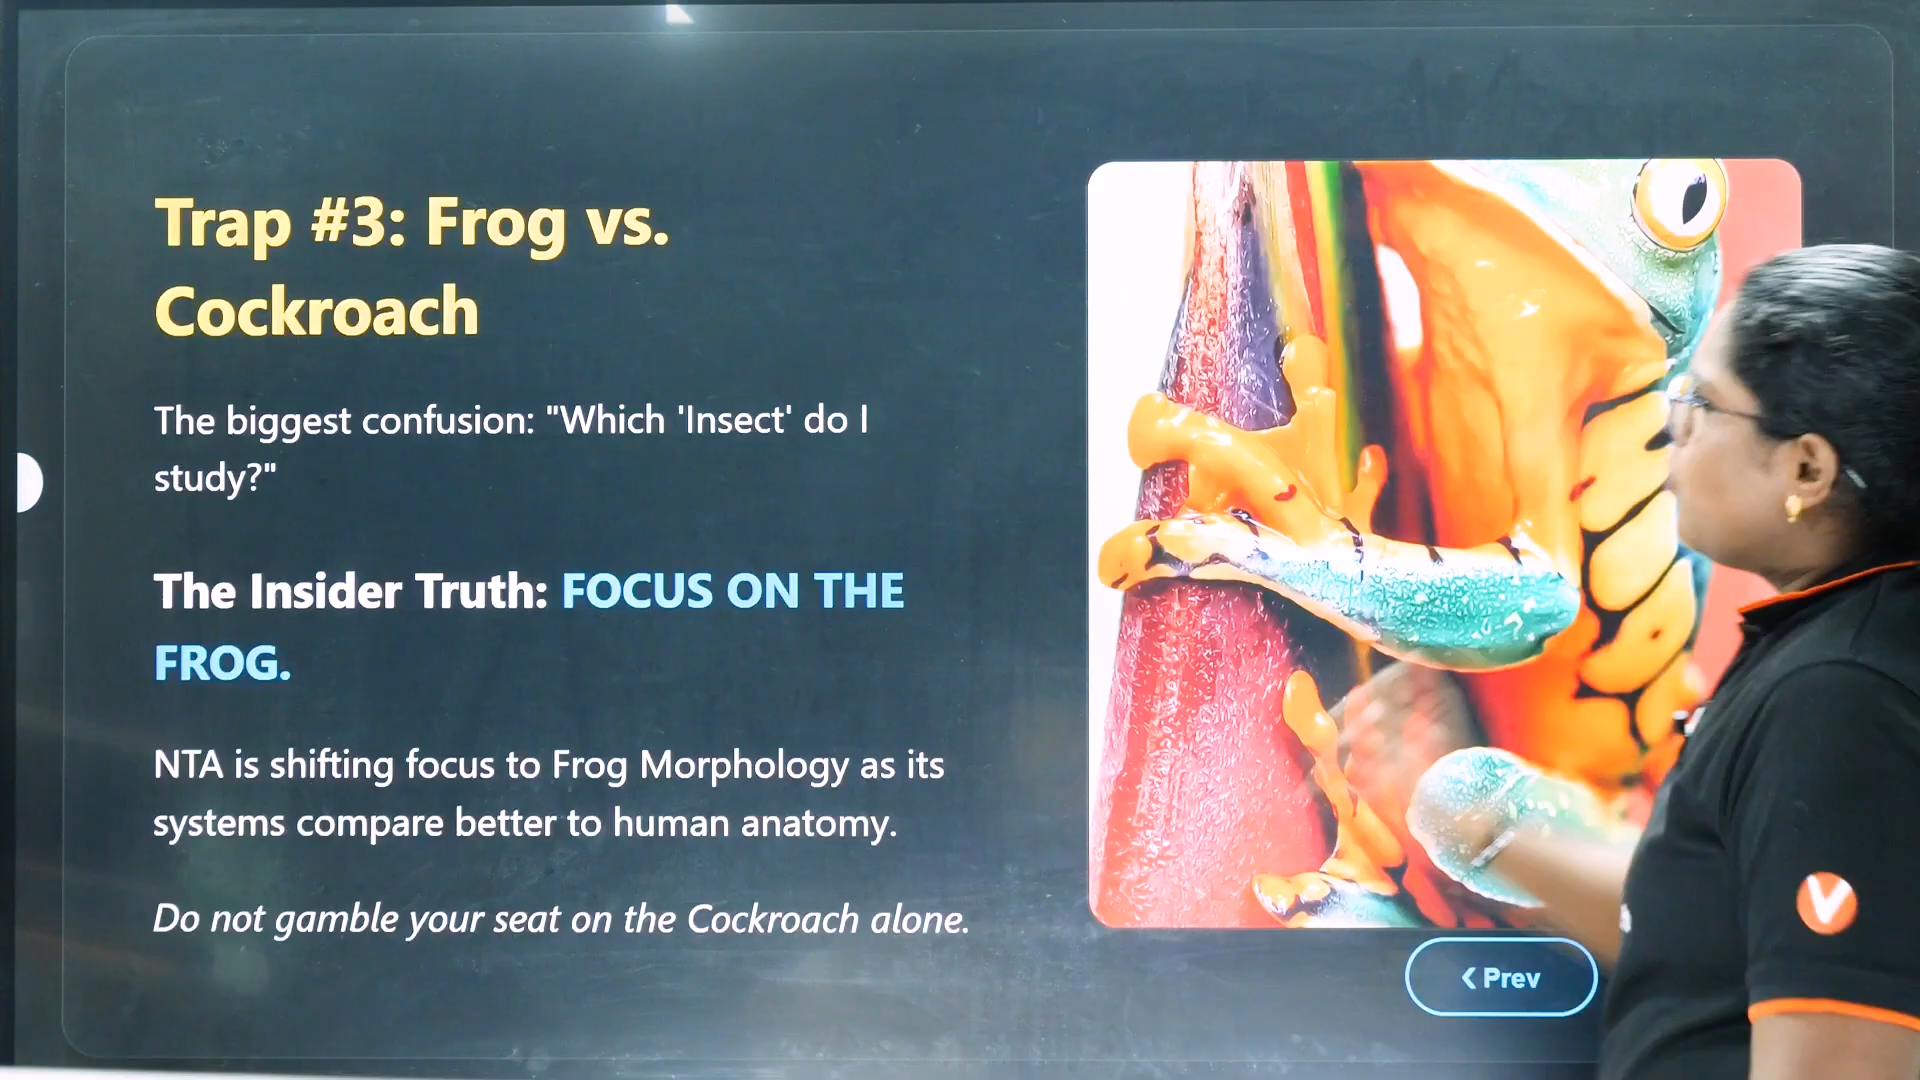 Trap #3: Frog vs.
Cockroach
The biggest confusion: "Which 'Insect' do I
study?"
The Insider Truth: FOCUS ON THE
FROG.
NTA is shifting focus to Frog Morphology as its
systems compare better to human anatomy.
Do not gamble your seat on the Cockroach alone.
‹ Prev
V